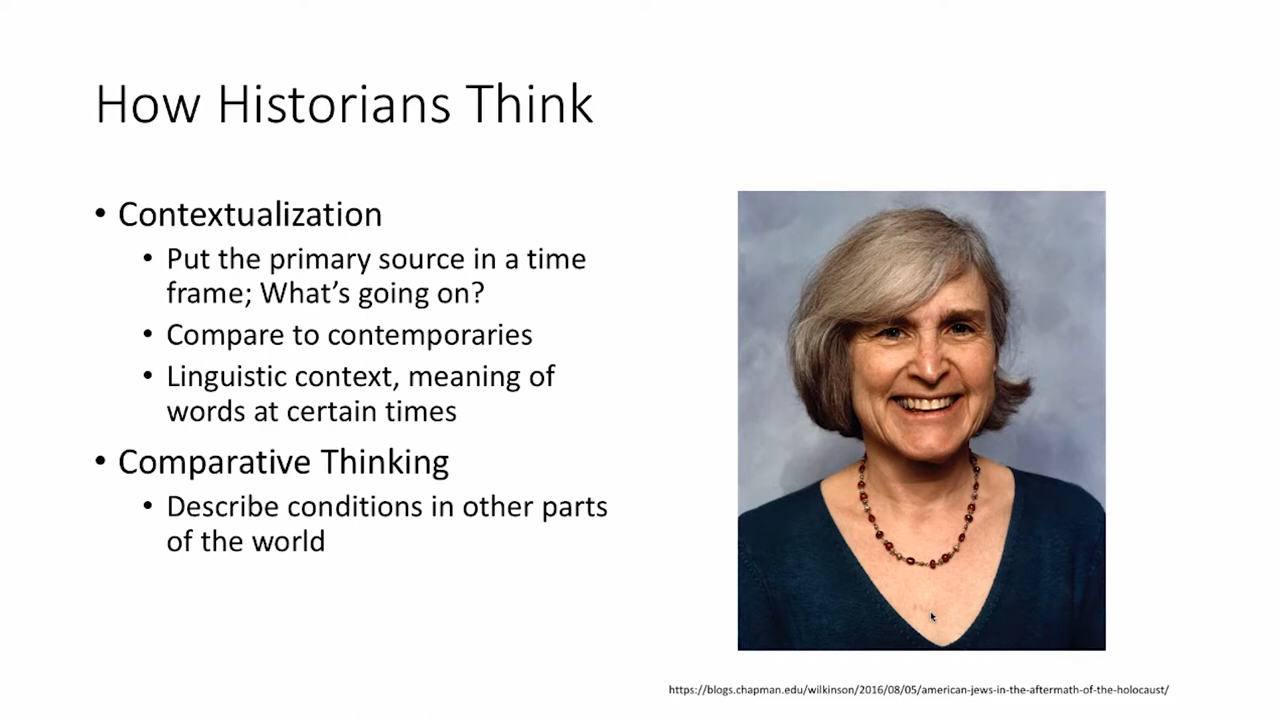 How Historians Think
• Contextualization
• Put the primary source in a time
frame; What’s going on?
• Compare to contemporaries
• Linguistic context, meaning of
words at certain times
• Comparative Thinking
• Describe conditions in other parts
of the world
https://blogs.chapman.edu/wilkinson/2016/08/05/american-jews-in-the-aftermath-of-the-holocaust/